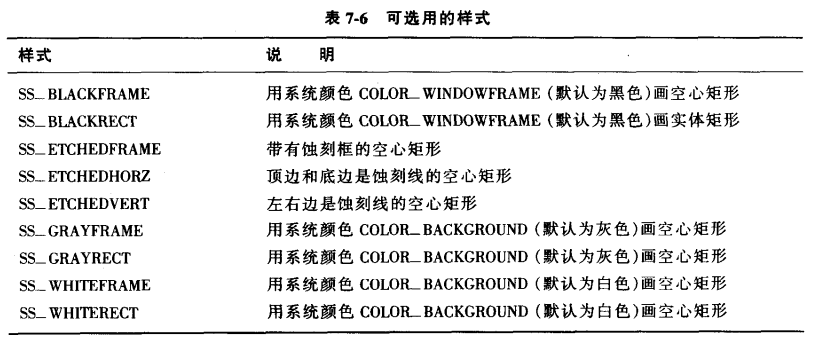 表 7-6 可选用的样式
样式 说 明
SS_BLACKFRAME 用系统颜色 COLOR_WINDOWFRAME (默认为黑色)画空心矩形
SS_BLACKRECT 用系统颜色 COLOR_WINDOWFRAME (默认为黑色)画实体矩形
SS_ETCHEDFRAME 带有蚀刻框的空心矩形
SS_ETCHEDHORZ 顶边和底边是蚀刻线的空心矩形
SS_ETCHEDVERT 左右边是蚀刻线的空心矩形
SS_GRAYFRAME 用系统颜色 COLOR_BACKGROUND (默认为灰色)画空心矩形
SS_GRAYRECT 用系统颜色 COLOR_BACKGROUND (默认为灰色)画空心矩形
SS_WHITEFRAME 用系统颜色 COLOR_BACKGROUND (默认为白色)画空心矩形
SS_WHITERECT 用系统颜色 COLOR_BACKGROUND (默认为白色)画空心矩形